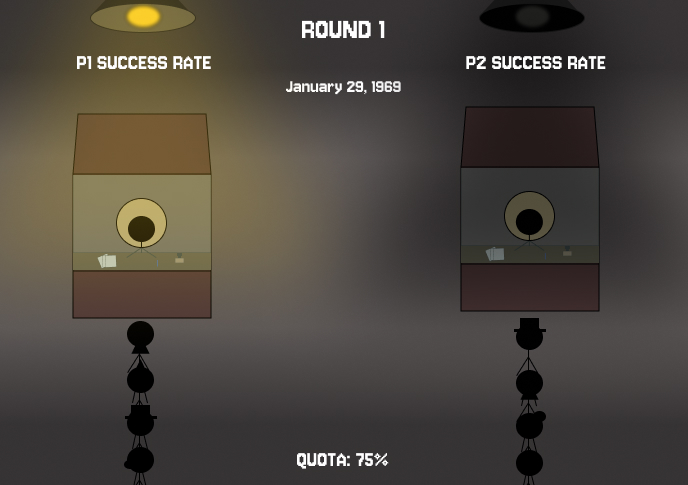 ROUND 1
P1 SUCCESS RATE
P2 SUCCESS RATE
January 29, 1969
QUOTA: 75%